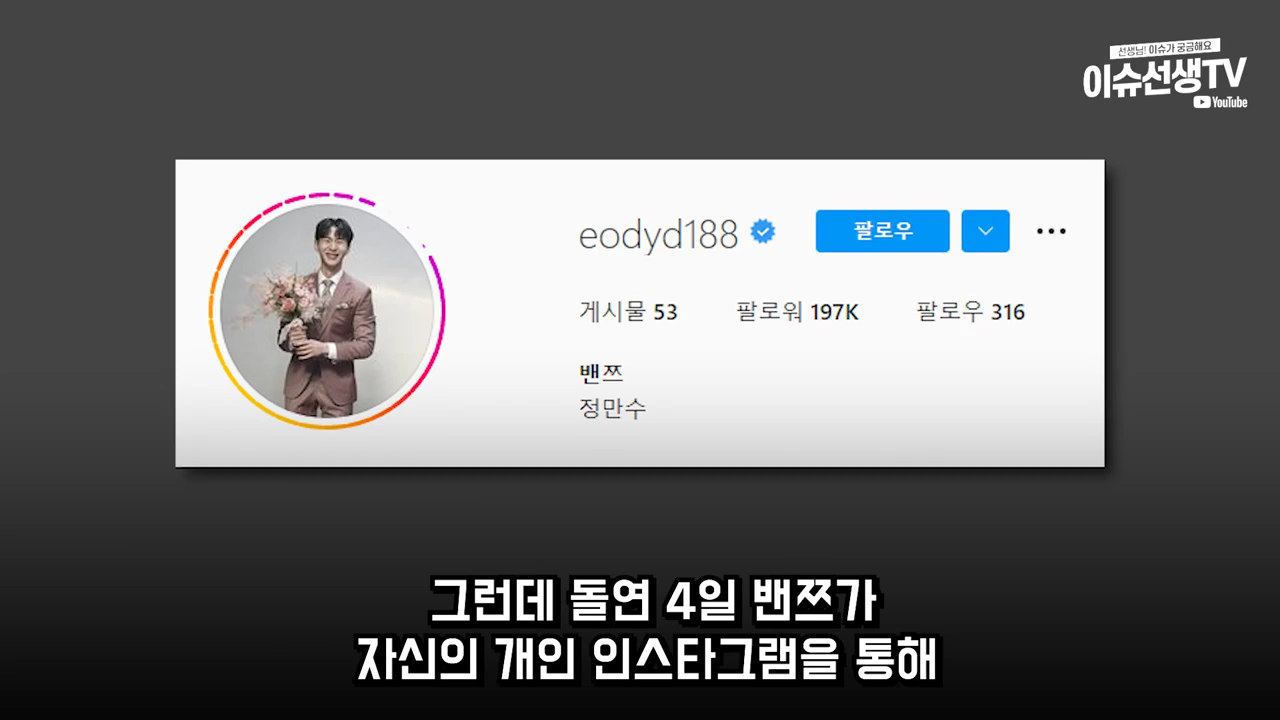 선생님! 이슈가 궁금해요
이슈선생TV
YouTube
eodyd188 팔로우
게시물 53 팔로워 197K 팔로우 316
밴쯔
정만수
그런데 돌연 4일 밴쯔가
자신의 개인 인스타그램을 통해